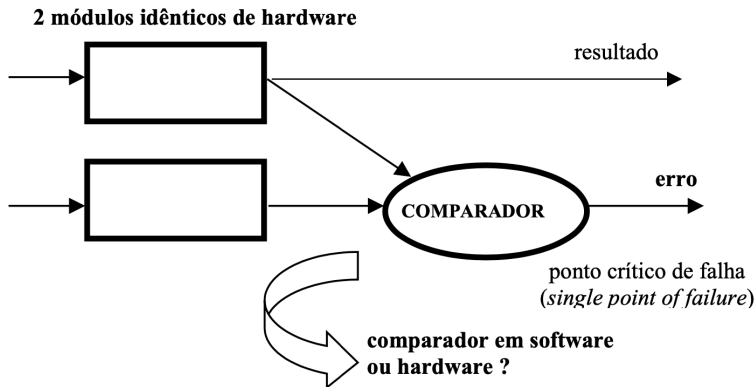 2 módulos idênticos de hardware
resultado
erro
COMPARADOR
ponto crítico de falha
(single point of failure)
comparador em software
ou hardware ?